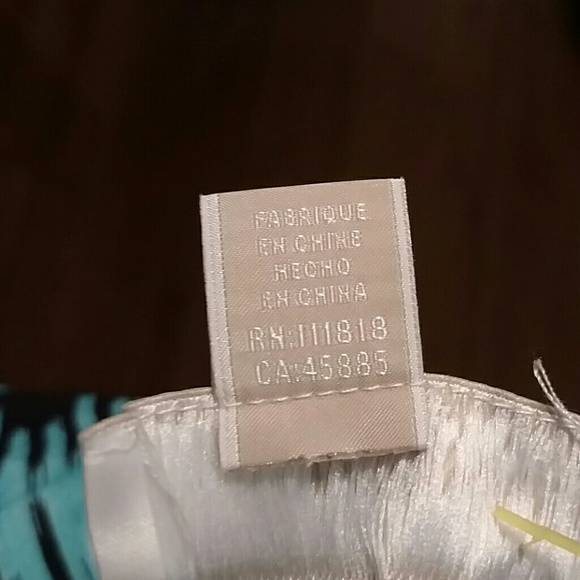 FABRIQUE
EN CHINE
HECHO
EN CHINA
RN:111818
CA:45885